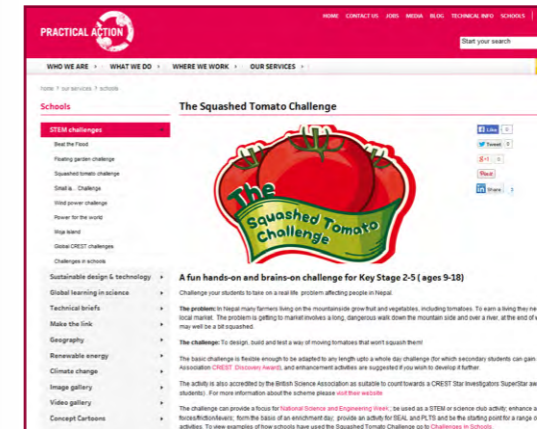 HOME CONTACT US JOBS MEDIA BLOG TECHNICAL INFO SCHOOLS
PRACTICAL ACTION
Start your search
WHO WE ARE WHAT WE DO WHERE WE WORK OUR SERVICES
home > our services > schools
Schools
The Squashed Tomato Challenge
STEM challenges
Beat the Flood
Floating garden challenge
Squashed tomato challenge
Small is... Challenge
Wind power challenge
Power for the world
Moja Island
Global CREST challenges
Challenges in schools
Sustainable design & technology
Global learning in science
Technical briefs
Make the link
Geography
Renewable energy
Climate change
Image gallery
Video gallery
Concept Cartoons
Like 0
Tweet 0
+1 0
Pin it
Share 3
The
Squashed Tomato
Challenge
A fun hands-on and brains-on challenge for Key Stage 2-5 ( ages 9-18)
Challenge your students to take on a real life problem affecting people in Nepal.
The problem: In Nepal many farmers living on the mountainside grow fruit and vegetables, including tomatoes. To earn a living they ne
local market. The problem is getting to market involves a long, dangerous walk down the mountain side and over a river, at the end of w
may well be a bit squashed.
The challenge: To design, build and test a way of moving tomatoes that won't squash them!
The basic challenge is flexible enough to be adapted to any length upto a whole day challenge (for which secondary students can gain
Association CREST Discovery Award), and enhancement activities are suggested if you wish to develop it further.
The activity is also accredited by the British Science Association as suitable to count towards a CREST Star Investigators SuperStar aw
students). For more information about the scheme please visit their website.
The challenge can provide a focus for National Science and Engineering Week; be used as a STEM or science club activity; enhance a
forces/friction/levers; form the basis of an enrichment day; provide an activity for SEAL and PLTS and be the starting point for a range o
activities. To view examples of how schools have used the Squashed Tomato Challenge go to Challenges in Schools.